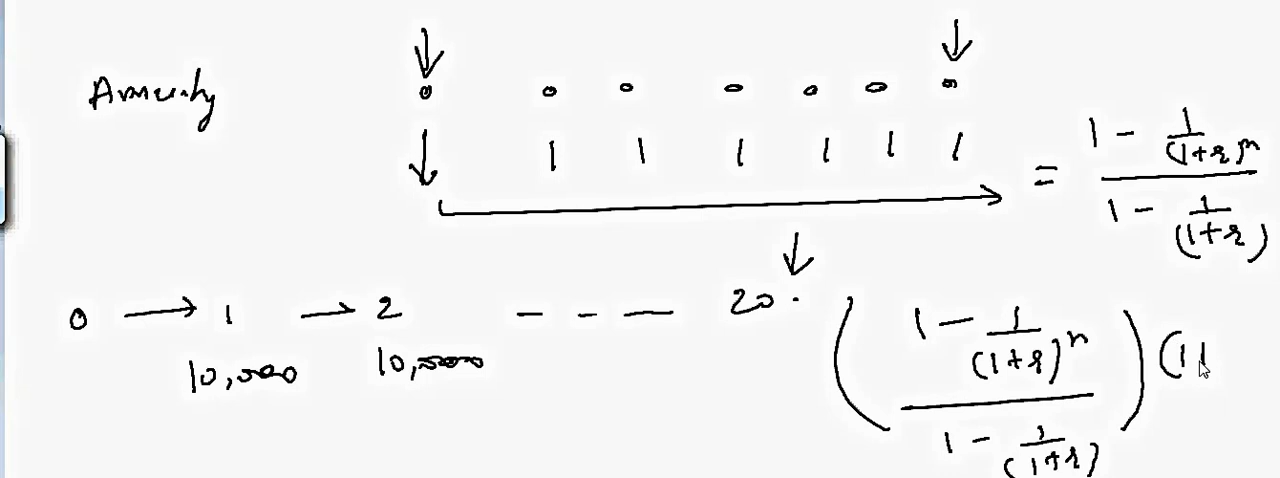 Annuity
1 1 1 1 1 1 = (1 - 1/(1+r)^n) / (1 - 1/(1+r))
0 → 1 → 2 - - - 20.
10,000 10,000
((1 - 1/(1+r)^n) / (1 - 1/(1+r))) (1